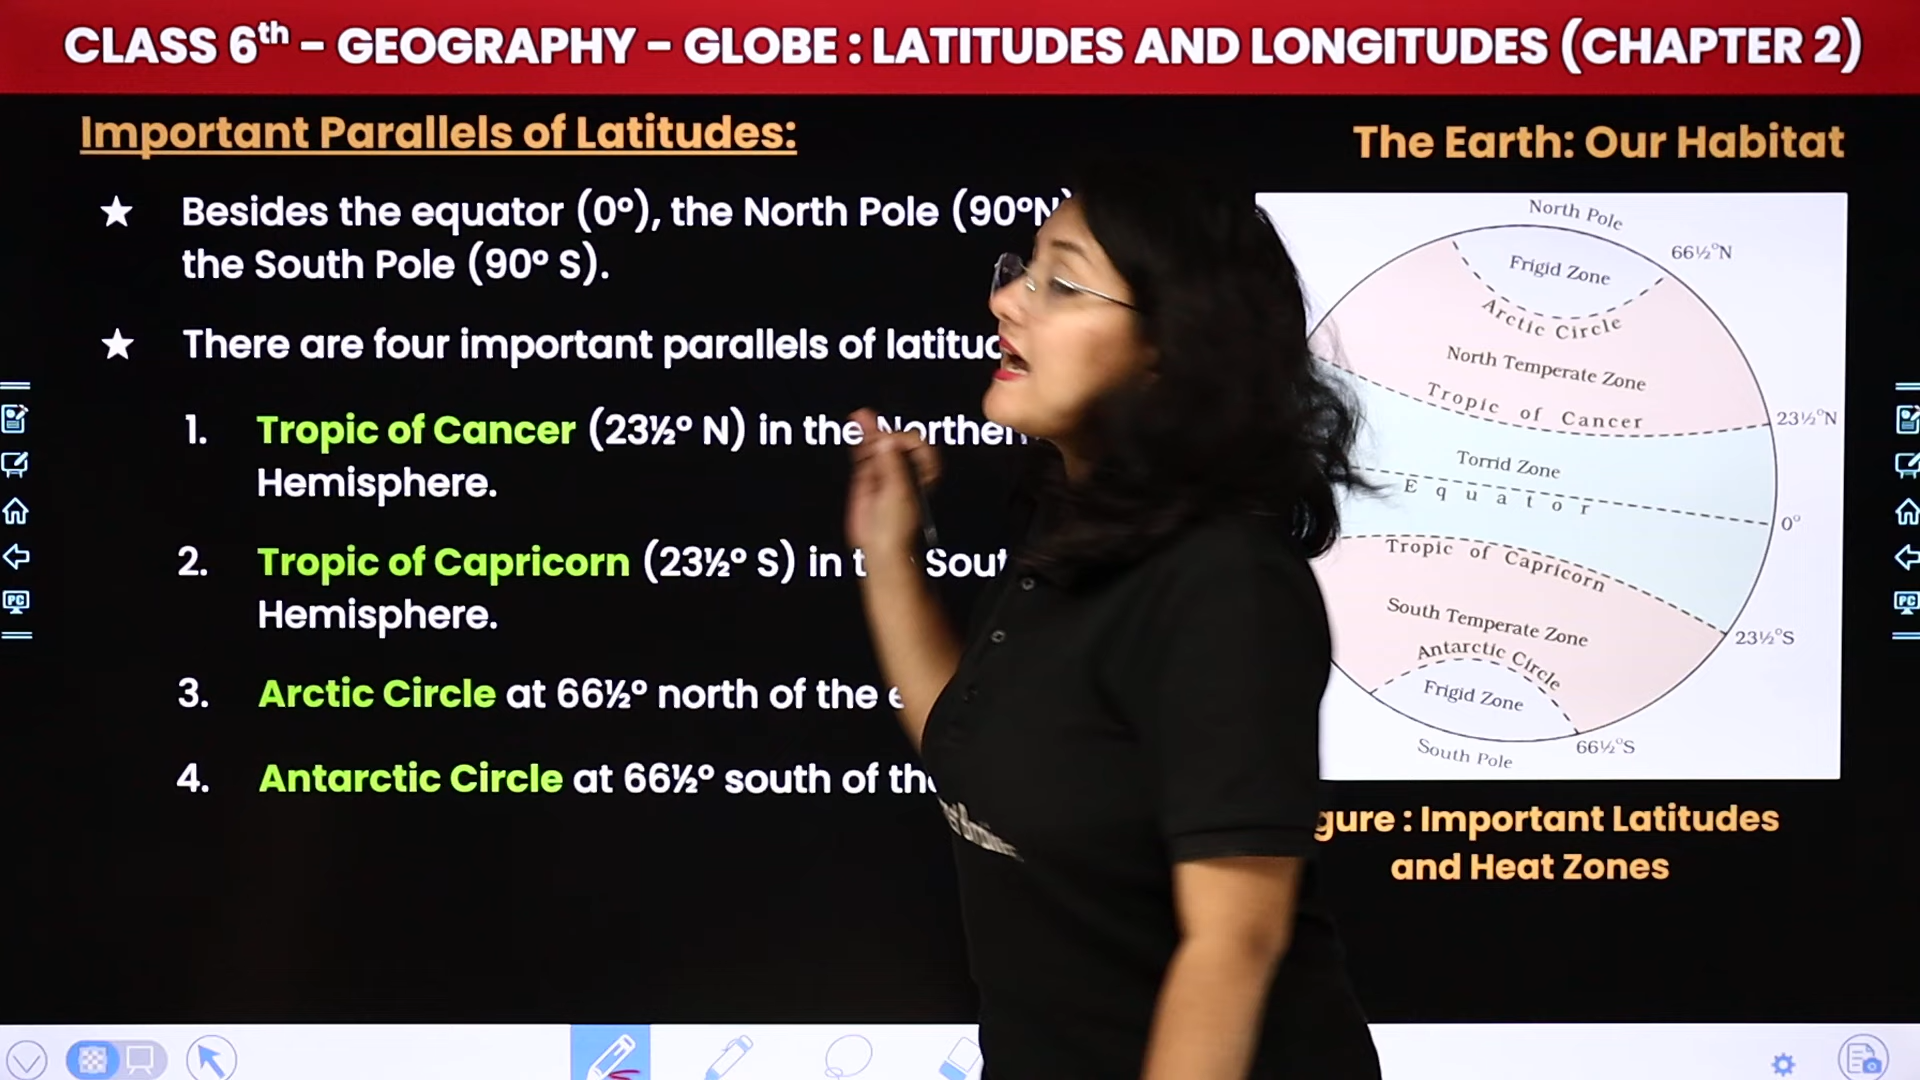 CLASS 6th – GEOGRAPHY – GLOBE : LATITUDES AND LONGITUDES (CHAPTER 2)
Important Parallels of Latitudes:
★ Besides the equator (0°), the North Pole (90°N)
the South Pole (90° S).
★ There are four important parallels of
1. Tropic of Cancer (23½° N) in the
Hemisphere.
2. Tropic of Capricorn (23½° S) in
Hemisphere.
3. Arctic Circle at 66½° north of the
4. Antarctic Circle at 66½° south of
The Earth: Our Habitat
North Pole
66½°N
Frigid Zone
Arctic Circle
North Temperate Zone
Tropic of Cancer
23½°N
Torrid Zone
Equator
0°
Tropic of Capricorn
South Temperate Zone
23½°S
Antarctic Circle
Frigid Zone
66½°S
South Pole
: Important Latitudes
and Heat Zones
PC
PC